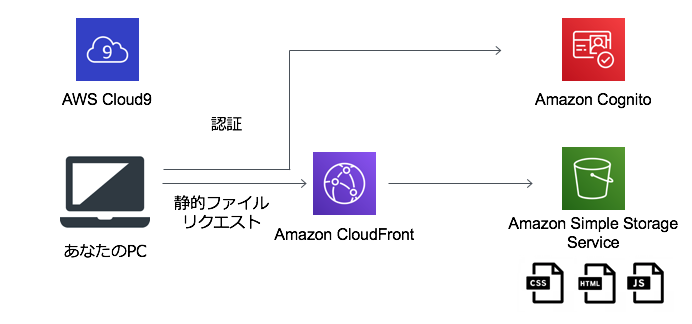 9
AWS Cloud9
Amazon Cognito
認証
静的ファイル
リクエスト
あなたのPC
Amazon CloudFront
Amazon Simple Storage
Service
CSS
HTML
JS